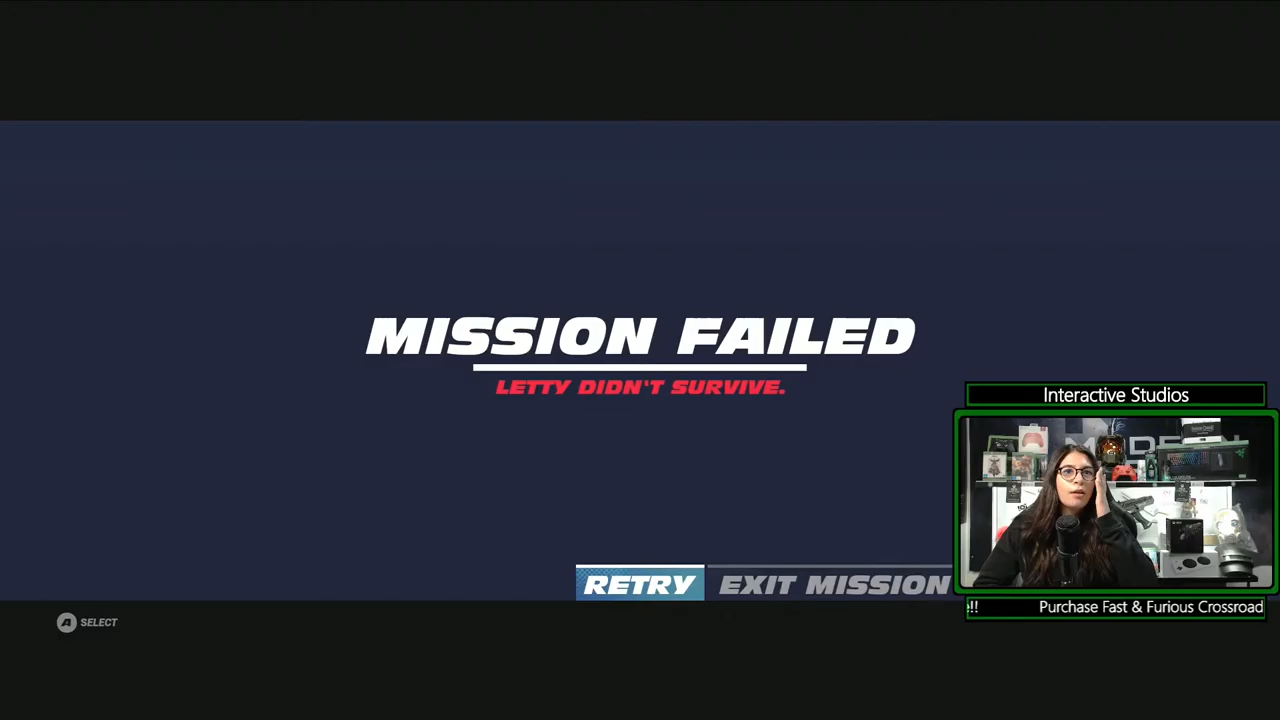 MISSION FAILED
LETTY DIDN'T SURVIVE.
Interactive Studios
RETRY
EXIT MISSION
!!
Purchase Fast & Furious Crossroad
A SELECT